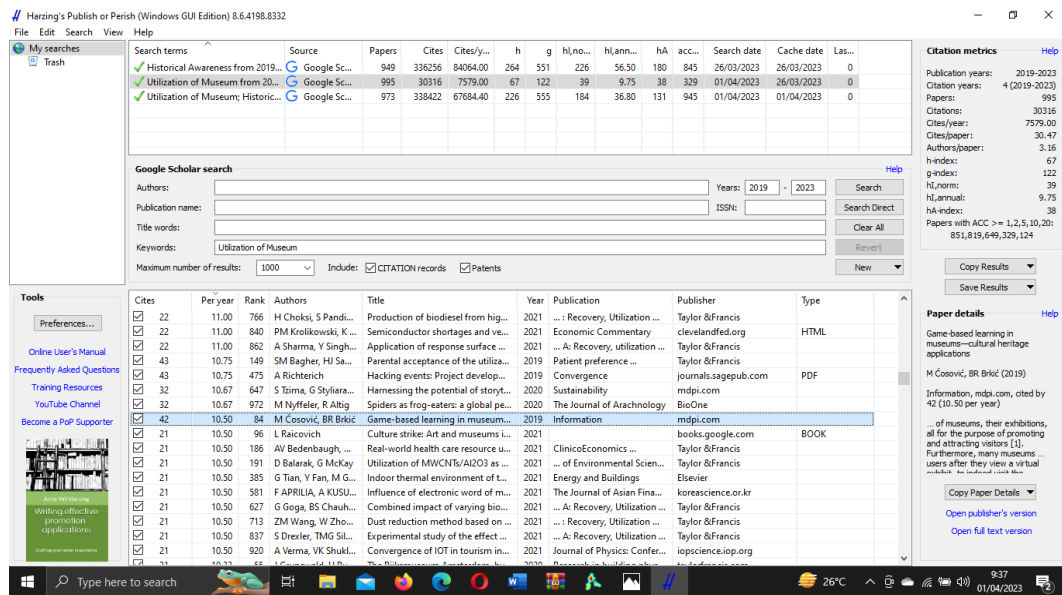 Harzing's Publish or Perish (Windows GUI Edition) 8.6.4198.8332
File Edit Search View Help
My searches
Trash
Search terms Source Papers Cites Cites/y... h g hI,no... hI,ann... hA acc... Search date Cache date Las...
Historical Awareness from 2019... Google Sc... 949 336256 84064.00 264 551 226 56.50 180 845 26/03/2023 26/03/2023 0
Utilization of Museum from 20... Google Sc... 995 30316 7579.00 67 122 39 9.75 38 329 01/04/2023 26/03/2023 0
Utilization of Museum; Historic... Google Sc... 973 338422 67684.40 226 555 184 36.80 131 945 01/04/2023 01/04/2023 0
Google Scholar search Help
Authors: Years: 2019 - 2023 Search
Publication name: ISSN: Search Direct
Title words: Clear All
Keywords: Utilization of Museum Revert
Maximum number of results: 1000 Include: CITATION records Patents New
Tools
Preferences...
Online User's Manual
Frequently Asked Questions
Training Resources
YouTube Channel
Become a PoP Supporter
Anne-Wil Harzing
Writing effective
promotion
applications
Cites Per year Rank Authors Title Year Publication Publisher Type
22 11.00 766 H Choksi, S Pandi... Production of biodiesel from hig... 2021 ... : Recovery, Utilization ... Taylor &Francis
22 11.00 840 PM Krolikowski, K ... Semiconductor shortages and ve... 2021 Economic Commentary clevelandfed.org HTML
22 11.00 862 A Sharma, Y Singh... Application of response surface ... 2021 ... A: Recovery, utilization ... Taylor &Francis
43 10.75 149 SM Bagher, HJ Sa... Parental acceptance of the utiliza... 2019 Patient preference ... Taylor &Francis
43 10.75 475 A Richterich Hacking events: Project develop... 2019 Convergence journals.sagepub.com PDF
32 10.67 647 S Tzima, G Styliara... Harnessing the potential of storyt... 2020 Sustainability mdpi.com
32 10.67 972 M Nyffeler, R Altig Spiders as frog-eaters: a global pe... 2020 The Journal of Arachnology BioOne
42 10.50 84 M Ćosović, BR Brkić Game-based learning in museum... 2019 Information mdpi.com
21 10.50 96 L Raicovich Culture strike: Art and museums i... 2021 books.google.com BOOK
21 10.50 186 AV Bedenbaugh, ... Real-world health care resource u... 2021 ClinicoEconomics ... Taylor &Francis
21 10.50 191 D Balarak, G McKay Utilization of MWCNTs/Al2O3 as ... 2021 ... of Environmental Scien... Taylor &Francis
21 10.50 385 G Tian, Y Fan, M G... Indoor thermal environment of t... 2021 Energy and Buildings Elsevier
21 10.50 581 F APRILIA, A KUSU... Influence of electronic word of m... 2021 The Journal of Asian Fina... koreascience.or.kr
21 10.50 627 G Goga, BS Chauh... Combined impact of varying bio... 2021 ... A: Recovery, Utilization ... Taylor &Francis
21 10.50 713 ZM Wang, W Zho... Dust reduction method based on ... 2021 ... : Recovery, Utilization ... Taylor &Francis
21 10.50 837 S Drexler, TMG Sil... Experimental study of the effect ... 2021 ... A: Recovery, Utilization ... Taylor &Francis
21 10.50 920 A Verma, VK Shukl... Convergence of IOT in tourism in... 2021 Journal of Physics: Confer... iopscience.iop.org
Citation metrics Help
Publication years: 2019-2023
Citation years: 4 (2019-2023)
Papers: 995
Citations: 30316
Cites/year: 7579.00
Cites/paper: 30.47
Authors/paper: 3.16
h-index: 67
g-index: 122
hI,norm: 39
hI,annual: 9.75
hA-index: 38
Papers with ACC >= 1,2,5,10,20:
851,819,649,329,124
Copy Results
Save Results
Paper details Help
Game-based learning in
museums—cultural heritage
applications
M Ćosović, BR Brkić (2019)
Information, mdpi.com, cited by
42 (10.50 per year)
... of museums, their exhibitions,
all for the purpose of promoting
and attracting visitors [1].
Furthermore, many museums ...
users after they view a virtual
Copy Paper Details
Open publisher's version
Open full text version
Type here to search
26°C
9:37
01/04/2023
2